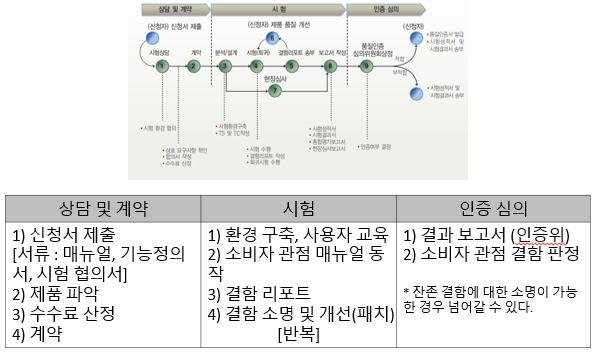 상담 및 계약
시 험
인증 심의
(신청자) 신청서 제출
(신청자) 제품 품질 개선
(신청자)
6
• 품질인증서 발급
• 시험성적서 및
시험결과서 송부
시험상담
계약
분석/설계
시험(회귀)
결함리포트 송부
보고서 작성
품질인증
심의위원회상정
적합
부적합
1
2
3
4
5
8
9
현장심사
7
• 시험성적서 및
시험결과서 송부
• 시험 환경 협의
• 상호 요구사항 확인
• 합의서 작성
• 수수료 산정
• 시험환경구축
• TS 및 TC작성
• 시험 수행
• 결함리포트 작성
• 회귀시험 수행
• 시험성적서
• 시험결과서
• 종합평가보고서
• 현장심사보고서
• 인증여부 결정
상담 및 계약
시험
인증 심의
1) 신청서 제출
[서류 : 매뉴얼, 기능정의
서, 시험 협의서]
2) 제품 파악
3) 수수료 산정
4) 계약
1) 환경 구축, 사용자 교육
2) 소비자 관점 매뉴얼 동
작
3) 결함 리포트
4) 결함 소명 및 개선(패치)
[반복]
1) 결과 보고서 (인증위)
2) 소비자 관점 결함 판정
* 잔존 결함에 대한 소명이 가능
한 경우 넘어갈 수 있다.